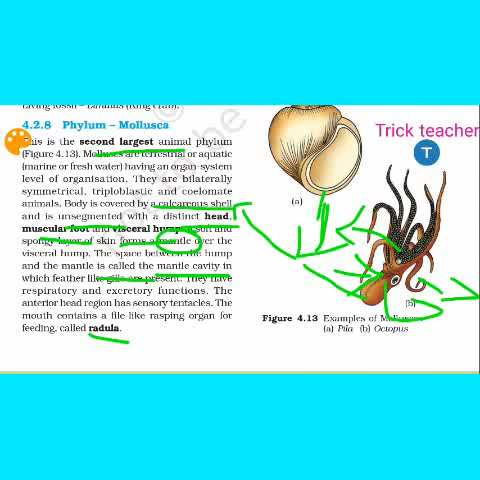 Living fossil – Limulus (King crab).
4.2.8 Phylum – Mollusca
This is the second largest animal phylum
(Figure 4.13). Molluscs are terrestrial or aquatic
(marine or fresh water) having an organ-system
level of organisation. They are bilaterally
symmetrical, triploblastic and coelomate
animals. Body is covered by a calcareous shell
and is unsegmented with a distinct head,
muscular foot and visceral hump. A soft and
spongy layer of skin forms a mantle over the
visceral hump. The space between the hump
and the mantle is called the mantle cavity in
which feather like gills are present. They have
respiratory and excretory functions. The
anterior head region has sensory tentacles. The
mouth contains a file-like rasping organ for
feeding, called radula.
(a)
Trick teacher
T
(b)
Figure 4.13 Examples of Mollusca
(a) Pila (b) Octopus